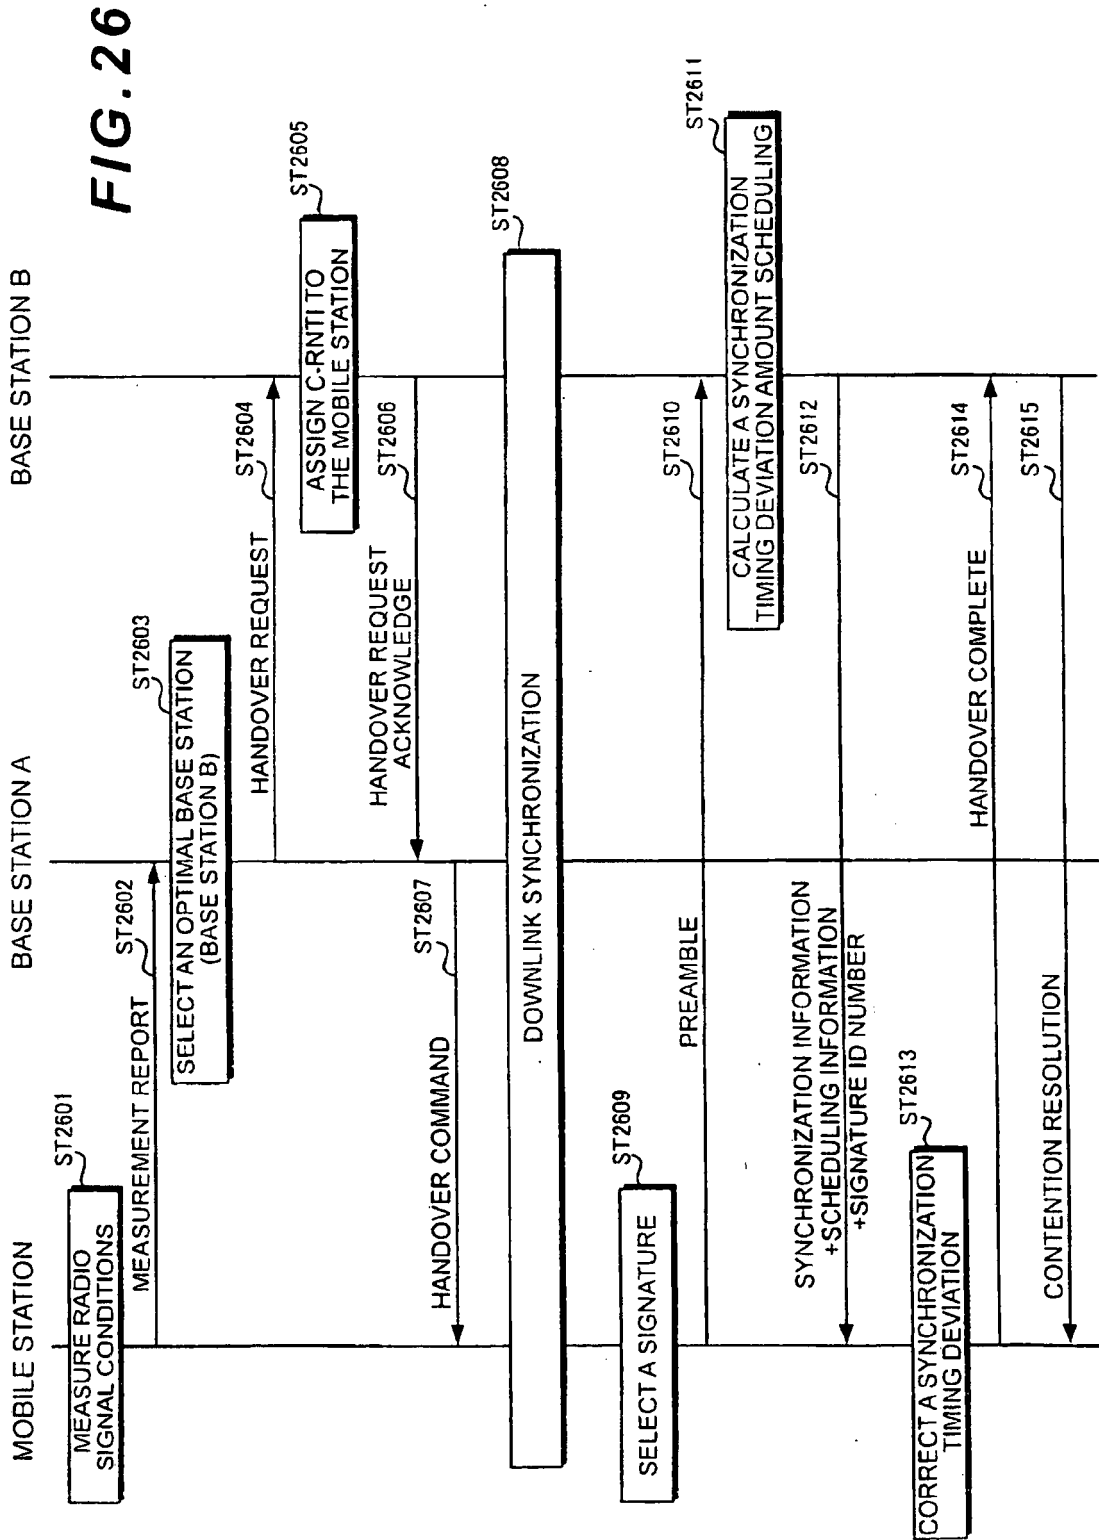 FIG.26
MOBILE STATION
BASE STATION A
BASE STATION B
ST2601
MEASURE RADIO
SIGNAL CONDITIONS
MEASUREMENT REPORT
ST2602
ST2603
SELECT AN OPTIMAL BASE STATION
(BASE STATION B)
HANDOVER REQUEST
ST2604
ST2605
ASSIGN C-RNTI TO
THE MOBILE STATION
HANDOVER REQUEST
ACKNOWLEDGE
ST2606
HANDOVER COMMAND
ST2607
ST2608
DOWNLINK SYNCHRONIZATION
ST2609
SELECT A SIGNATURE
PREAMBLE
ST2610
ST2611
CALCULATE A SYNCHRONIZATION
TIMING DEVIATION AMOUNT SCHEDULING
SYNCHRONIZATION INFORMATION
+SCHEDULING INFORMATION
+SIGNATURE ID NUMBER
ST2612
ST2613
CORRECT A SYNCHRONIZATION
TIMING DEVIATION
HANDOVER COMPLETE
ST2614
CONTENTION RESOLUTION
ST2615